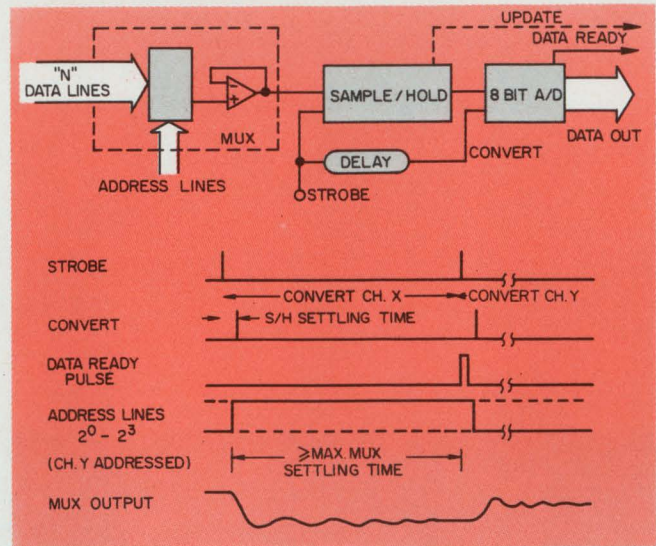 UPDATE
DATA READY
"N"
DATA LINES
SAMPLE/HOLD
8 BIT A/D
MUX
DELAY
CONVERT
DATA OUT
ADDRESS LINES
STROBE
STROBE
CONVERT CH. X
CONVERT CH. Y
CONVERT
S/H SETTLING TIME
DATA READY
PULSE
ADDRESS LINES
2⁰ - 2³
(CH. Y ADDRESSED)
≥MAX. MUX
SETTLING TIME
MUX OUTPUT